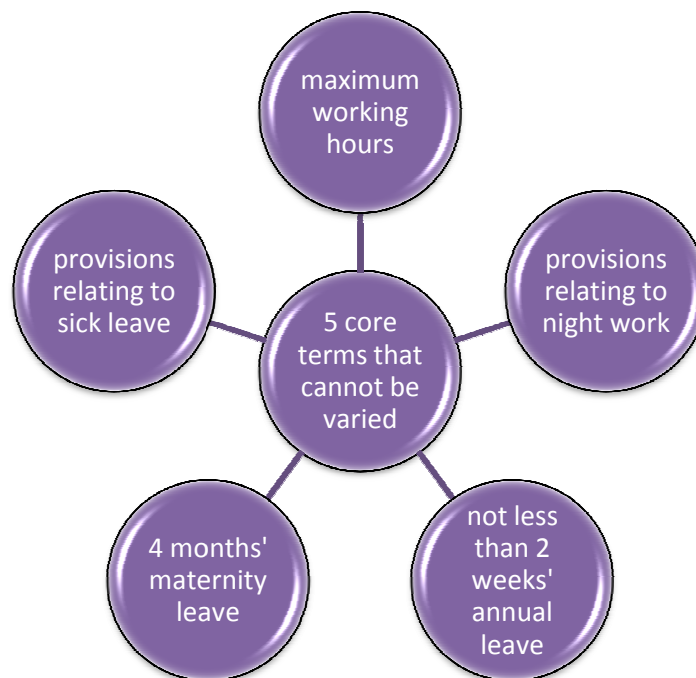 maximum
working
hours
provisions
relating to
sick leave
provisions
relating to
night work
5 core
terms that
cannot be
varied
4 months'
maternity
leave
not less
than 2
weeks'
annual
leave